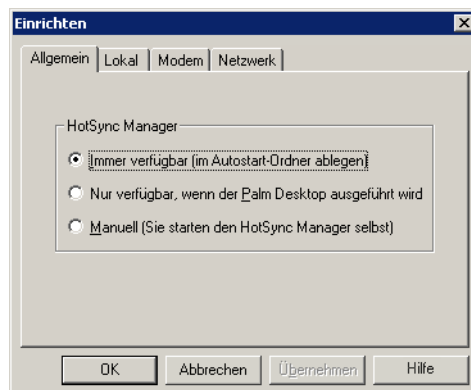 Einrichten
Allgemein Lokal Modem Netzwerk
HotSync Manager
Immer verfügbar (im Autostart-Ordner ablegen)
Nur verfügbar, wenn der Palm Desktop ausgeführt wird
Manuell (Sie starten den HotSync Manager selbst)
OK Abbrechen Übernehmen Hilfe